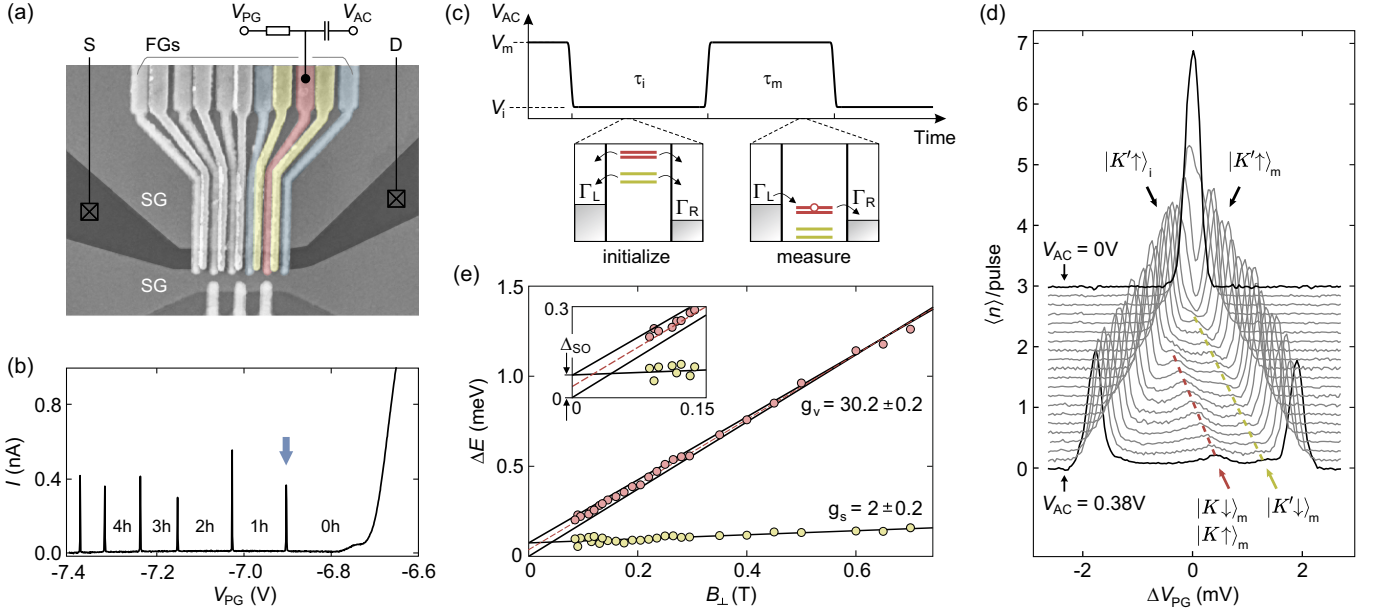 (a)
V_PG
V_AC
S
FGs
D
SG
SG
(b)
I (nA)
0.8
0.4
0.0
4h
3h
2h
1h
0h
-7.4
-7.2
-7.0
-6.8
-6.6
V_PG (V)
(c)
V_AC
V_m
V_i
τ_i
τ_m
Time
Γ_L
Γ_R
initialize
Γ_L
Γ_R
measure
(e)
ΔE (meV)
1.5
1.0
0.5
0
0.3
Δ_SO
0
0
0.15
g_v = 30.2 ± 0.2
g_s = 2 ± 0.2
0
0.2
0.4
0.6
B_⊥ (T)
(d)
⟨n⟩/pulse
7
6
5
4
3
2
1
0
|K'↑⟩_i
|K'↑⟩_m
V_AC = 0V
V_AC = 0.38V
|K↓⟩_m
|K'↓⟩_m
|K↑⟩_m
-2
0
2
ΔV_PG (mV)